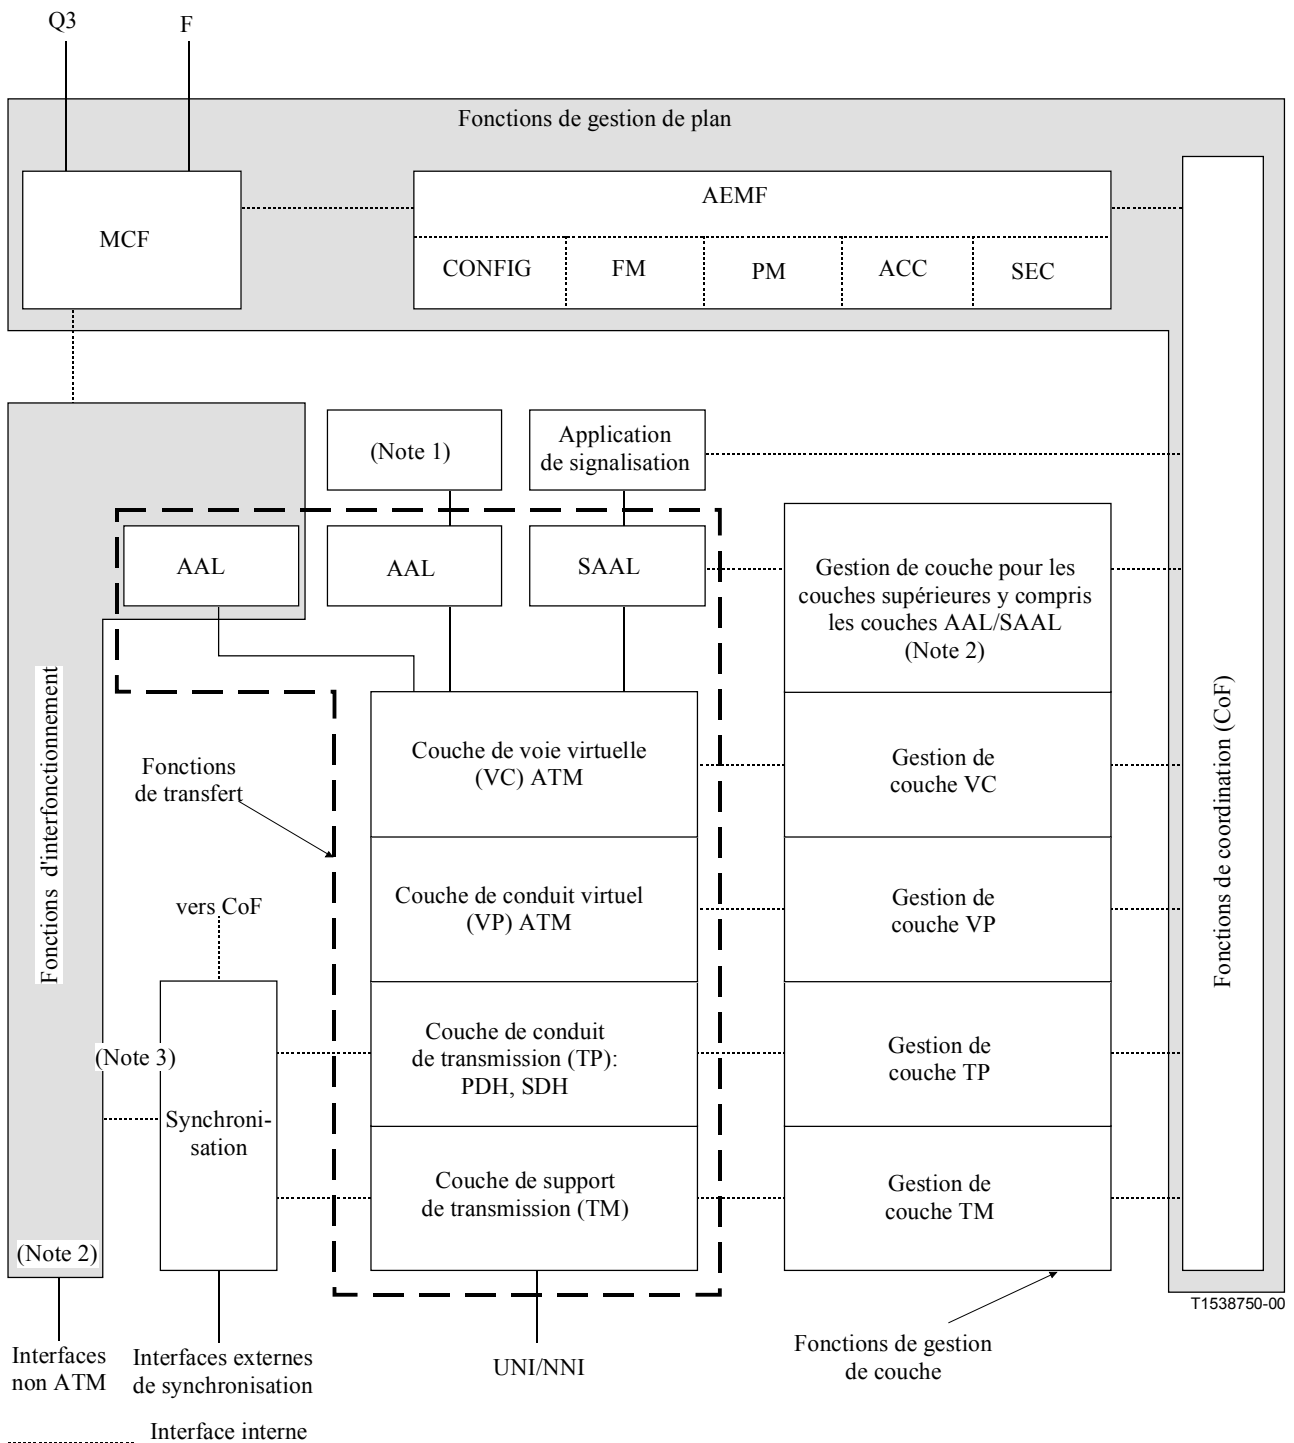 Q3
F
Fonctions de gestion de plan
MCF
AEMF
CONFIG
FM
PM
ACC
SEC
(Note 1)
Application
de signalisation
AAL
AAL
SAAL
Gestion de couche pour les
couches supérieures y compris
les couches AAL/SAAL
(Note 2)
Fonctions d'interfonctionnement
Fonctions de coordination (CoF)
Couche de voie virtuelle
(VC) ATM
Gestion de
couche VC
Fonctions
de transfert
Couche de conduit virtuel
(VP) ATM
Gestion de
couche VP
vers CoF
Couche de conduit
de transmission (TP):
PDH, SDH
Gestion de
couche TP
(Note 3)
Synchroni-
sation
Couche de support
de transmission (TM)
Gestion de
couche TM
(Note 2)
T1538750-00
Interfaces
non ATM
Interfaces externes
de synchronisation
UNI/NNI
Fonctions de gestion
de couche
Interface interne